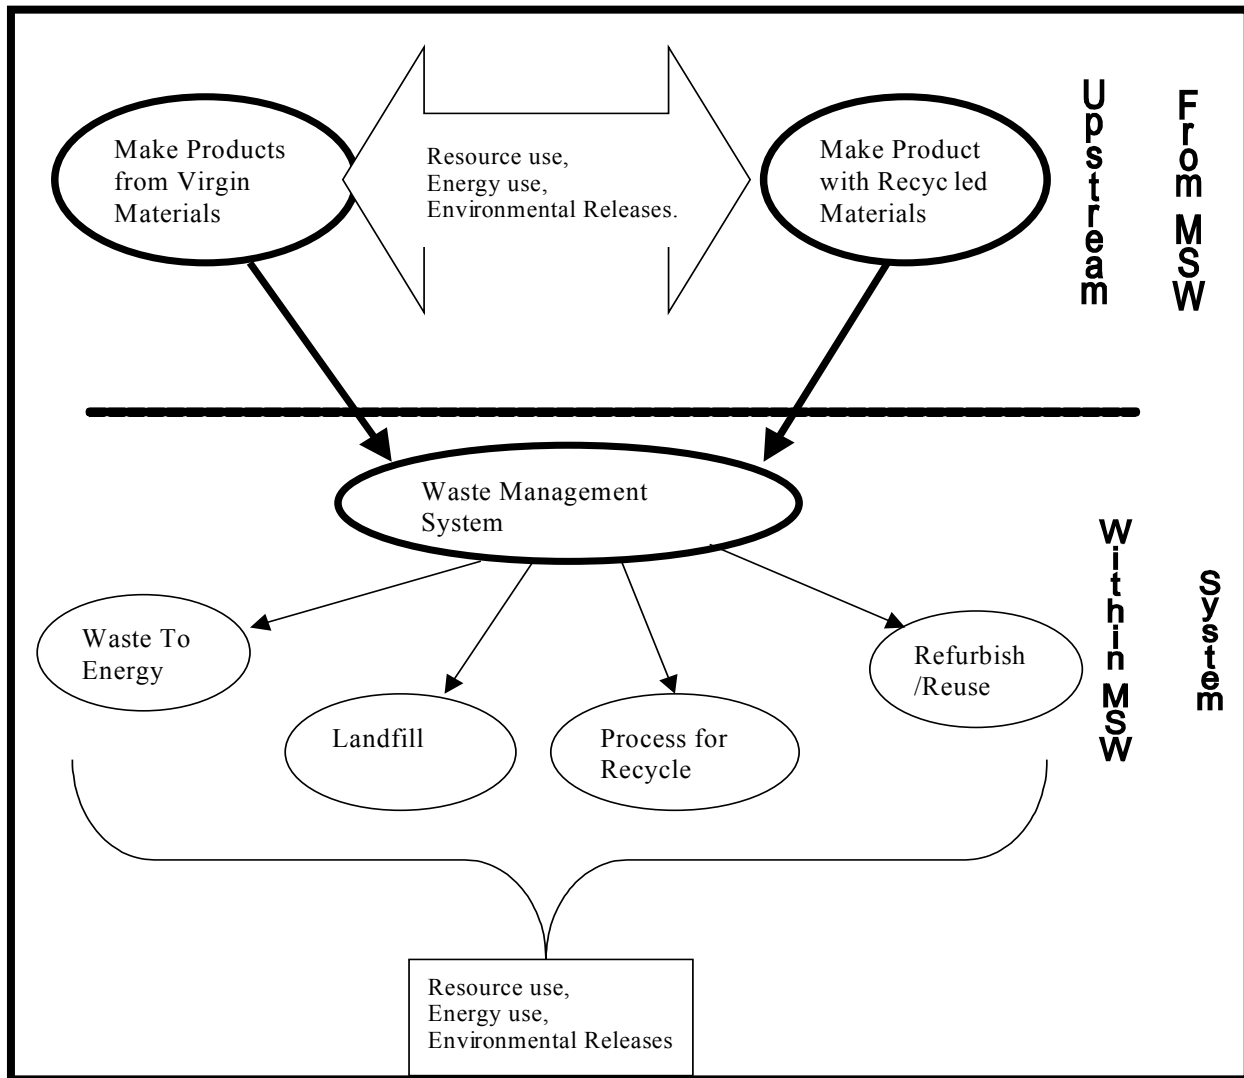 Make Products
from Virgin
Materials
Resource use,
Energy use,
Environmental Releases.
Make Product
with Recyc led
Materials
Upstream
From MSW
Waste Management
System
Waste To
Energy
Landfill
Process for
Recycle
Refurbish
/Reuse
Within MSW
System
Resource use,
Energy use,
Environmental Releases